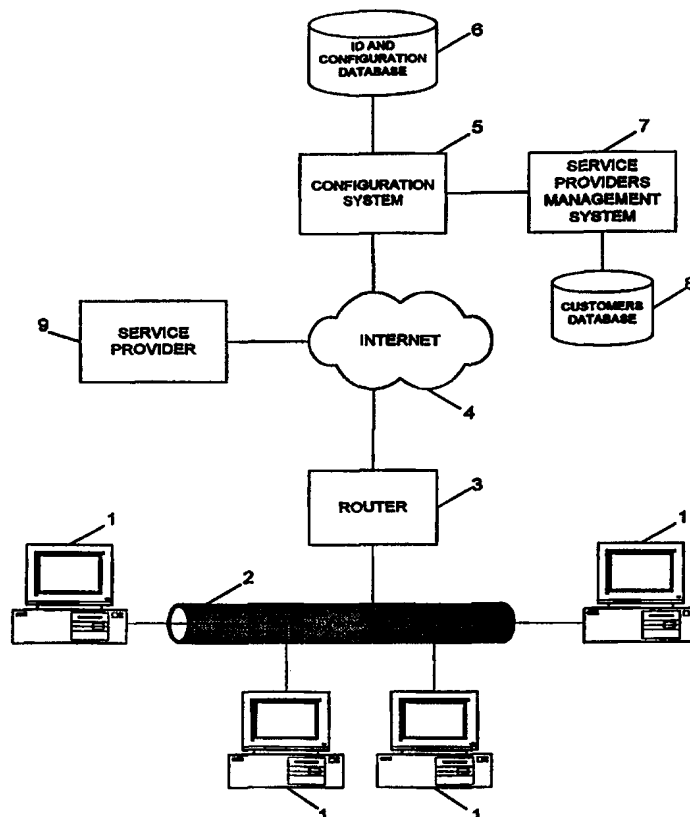 6
ID AND
CONFIGURATION
DATABASE
5
7
CONFIGURATION
SYSTEM
SERVICE
PROVIDERS
MANAGEMENT
SYSTEM
8
CUSTOMERS
DATABASE
9
SERVICE
PROVIDER
INTERNET
4
3
ROUTER
1
1
2
1
1